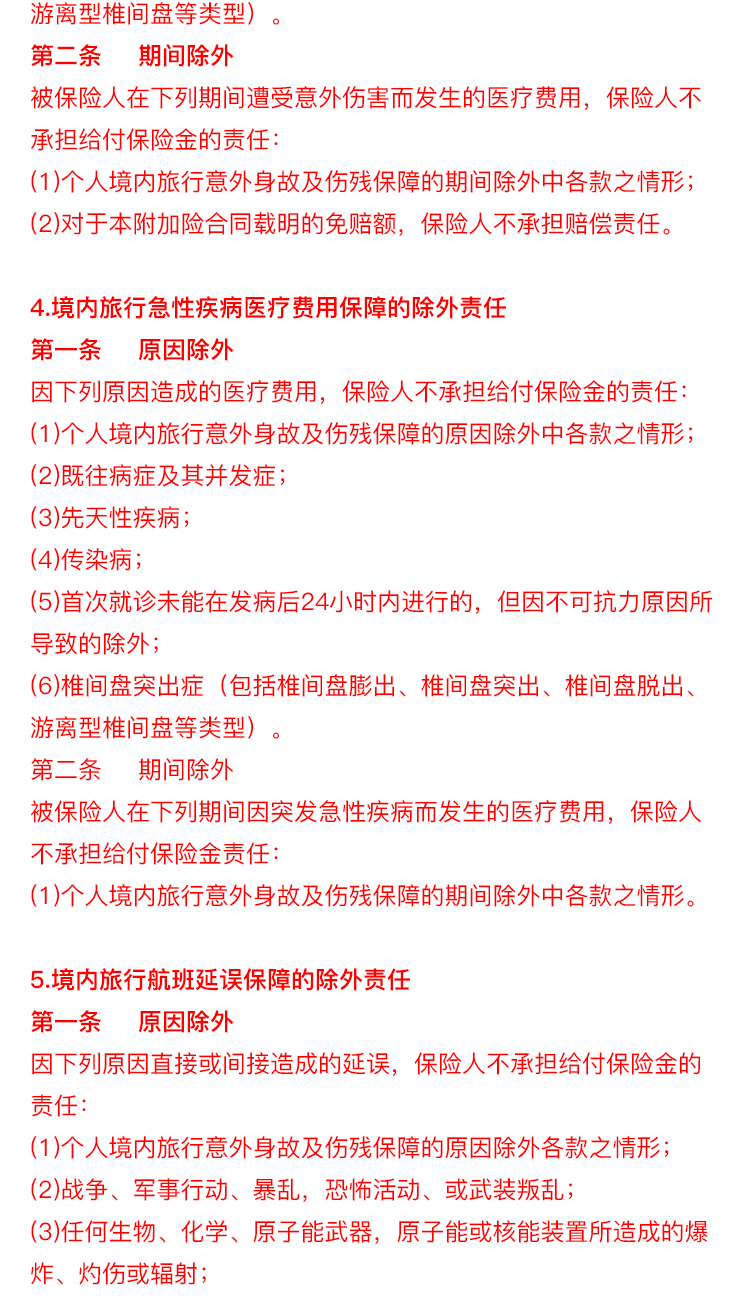 游离型椎间盘等类型）。
第二条 期间除外
被保险人在下列期间遭受意外伤害而发生的医疗费用，保险人不
承担给付保险金的责任：
(1)个人境内旅行意外身故及伤残保障的期间除外中各款之情形；
(2)对于本附加险合同载明的免赔额，保险人不承担赔偿责任。
4.境内旅行急性疾病医疗费用保障的除外责任
第一条 原因除外
因下列原因造成的医疗费用，保险人不承担给付保险金的责任：
(1)个人境内旅行意外身故及伤残保障的原因除外中各款之情形；
(2)既往病症及其并发症；
(3)先天性疾病；
(4)传染病；
(5)首次就诊未能在发病后24小时内进行的，但因不可抗力原因所
导致的除外；
(6)椎间盘突出症（包括椎间盘膨出、椎间盘突出、椎间盘脱出、
游离型椎间盘等类型）。
第二条 期间除外
被保险人在下列期间因突发急性疾病而发生的医疗费用，保险人
不承担给付保险金责任：
(1)个人境内旅行意外身故及伤残保障的期间除外中各款之情形。
5.境内旅行航班延误保障的除外责任
第一条 原因除外
因下列原因直接或间接造成的延误，保险人不承担给付保险金的
责任：
(1)个人境内旅行意外身故及伤残保障的原因除外各款之情形；
(2)战争、军事行动、暴乱，恐怖活动、或武装叛乱；
(3)任何生物、化学、原子能武器，原子能或核能装置所造成的爆
炸、灼伤或辐射；